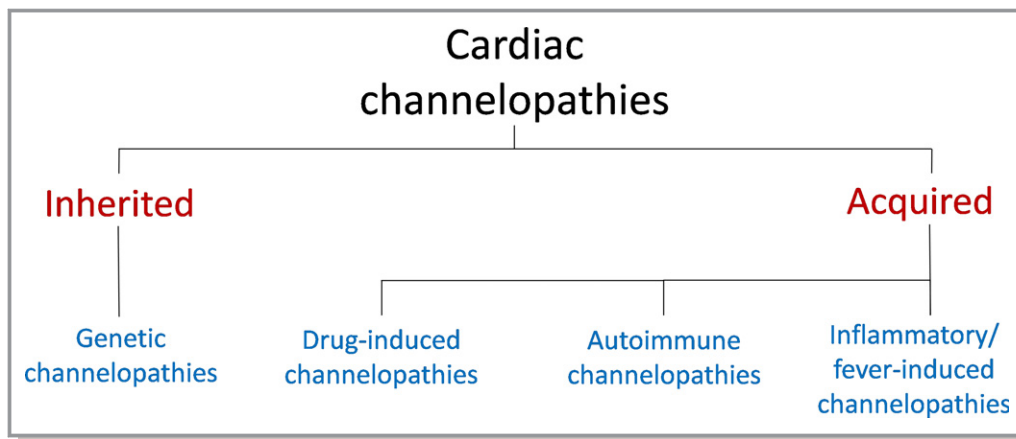 Cardiac
channelopathies
Inherited
Acquired
Genetic
channelopathies
Drug-induced
channelopathies
Autoimmune
channelopathies
Inflammatory/
fever-induced
channelopathies